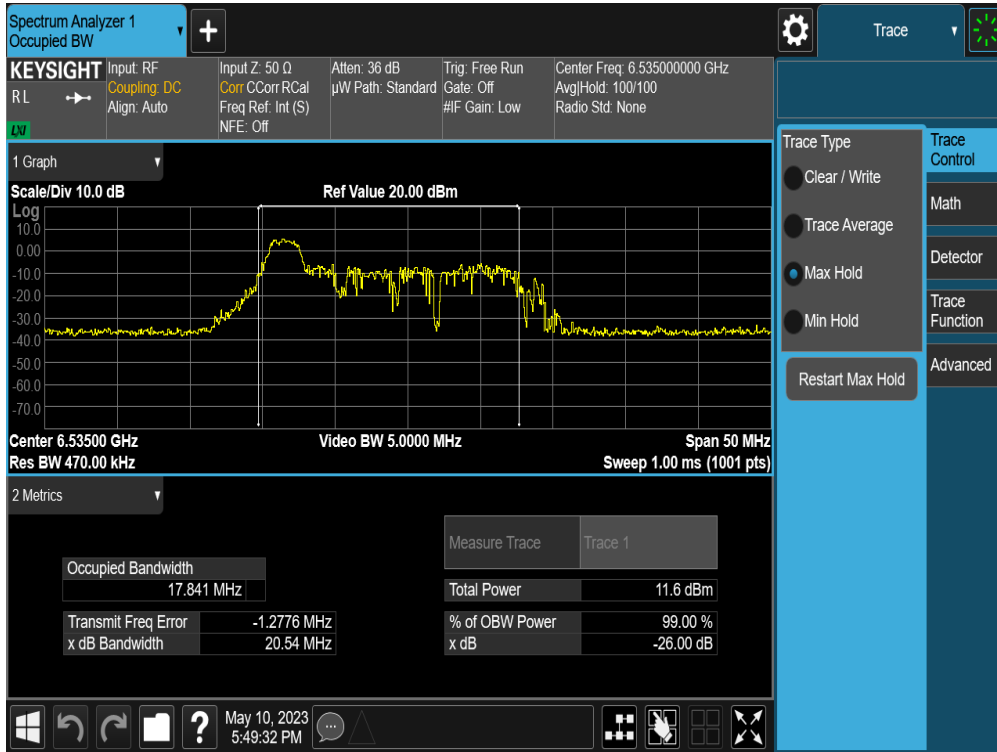 Spectrum Analyzer 1
Occupied BW
+
Trace
KEYSIGHT
R L
LXI
Input: RF
Coupling: DC
Align: Auto
Input Z: 50 Ω
Corr CCorr RCal
Freq Ref: Int (S)
NFE: Off
Atten: 36 dB
µW Path: Standard
Trig: Free Run
Gate: Off
#IF Gain: Low
Center Freq: 6.535000000 GHz
Avg|Hold: 100/100
Radio Std: None
1 Graph
Scale/Div 10.0 dB
Ref Value 20.00 dBm
Log
10.0
0.00
-10.0
-20.0
-30.0
-40.0
-50.0
-60.0
-70.0
Center 6.53500 GHz
Video BW 5.0000 MHz
Span 50 MHz
Res BW 470.00 kHz
Sweep 1.00 ms (1001 pts)
2 Metrics
Measure Trace
Trace 1
Occupied Bandwidth
17.841 MHz
Total Power
11.6 dBm
Transmit Freq Error
-1.2776 MHz
% of OBW Power
99.00 %
x dB Bandwidth
20.54 MHz
x dB
-26.00 dB
Trace Type
Clear / Write
Trace Average
Max Hold
Min Hold
Restart Max Hold
Trace
Control
Math
Detector
Trace
Function
Advanced
?
May 10, 2023
5:49:32 PM